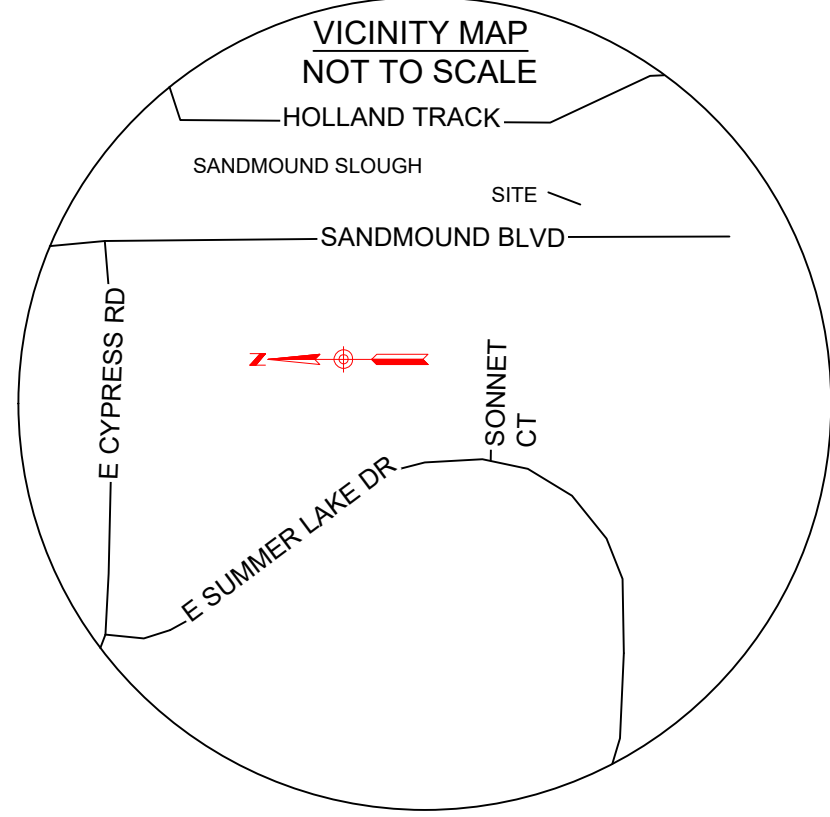 VICINITY MAP
NOT TO SCALE
HOLLAND TRACK
SANDMOUND SLOUGH
SITE
SANDMOUND BLVD
E CYPRESS RD
N
SONNET
CT
E SUMMER LAKE DR